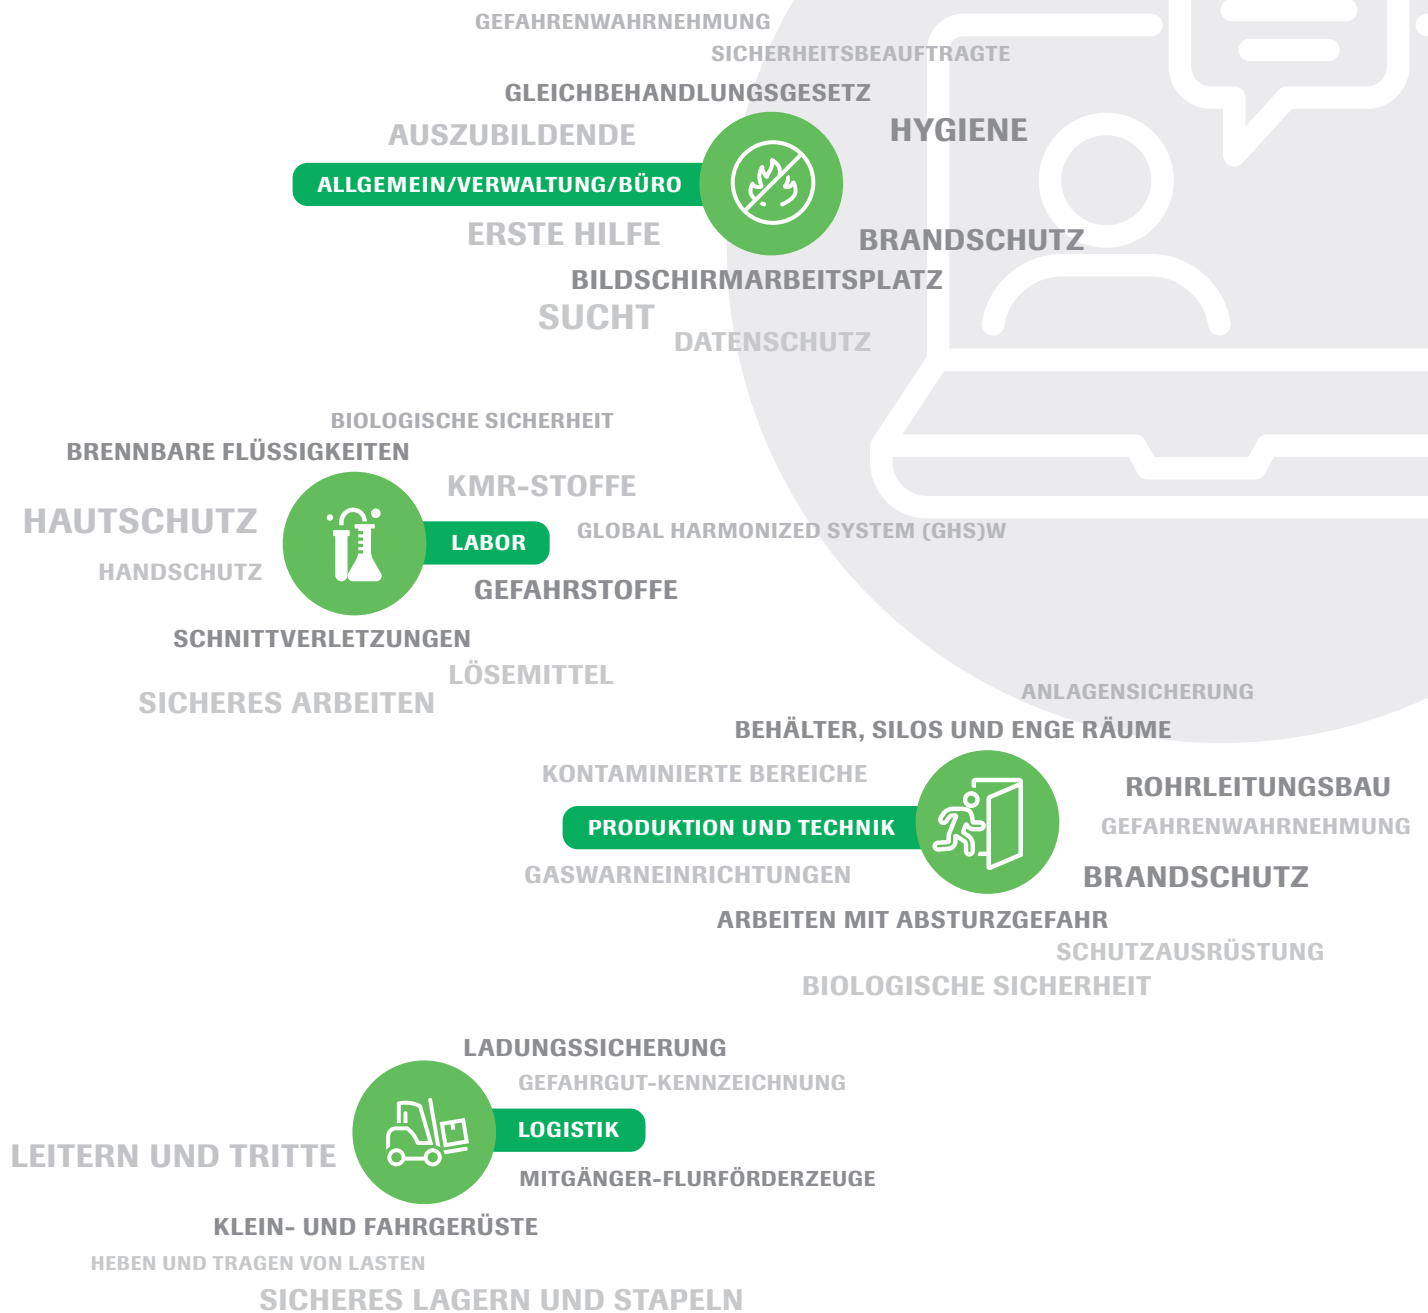 GEFAHRENWAHRNEHMUNG
SICHERHEITSBEAUFTRAGTE
GLEICHBEHANDLUNGSGESETZ
AUSZUBILDENDE
HYGIENE
ALLGEMEIN/VERWALTUNG/BÜRO
ERSTE HILFE
BRANDSCHUTZ
BILDSCHIRMARBEITSPLATZ
SUCHT
DATENSCHUTZ
BIOLOGISCHE SICHERHEIT
BRENNBARE FLÜSSIGKEITEN
KMR-STOFFE
HAUTSCHUTZ
GLOBAL HARMONIZED SYSTEM (GHS)W
LABOR
HANDSCHUTZ
GEFAHRSTOFFE
SCHNITTVERLETZUNGEN
LÖSEMITTEL
SICHERES ARBEITEN
ANLAGENSICHERUNG
BEHÄLTER, SILOS UND ENGE RÄUME
KONTAMINIERTE BEREICHE
ROHRLEITUNGSBAU
PRODUKTION UND TECHNIK
GEFAHRENWAHRNEHMUNG
GASWARNEINRICHTUNGEN
BRANDSCHUTZ
ARBEITEN MIT ABSTURZGEFAHR
SCHUTZAUSRÜSTUNG
BIOLOGISCHE SICHERHEIT
LADUNGSSICHERUNG
GEFAHRGUT-KENNZEICHNUNG
LOGISTIK
LEITERN UND TRITTE
MITGÄNGER-FLURFÖRDERZEUGE
KLEIN- UND FAHRGERÜSTE
HEBEN UND TRAGEN VON LASTEN
SICHERES LAGERN UND STAPELN